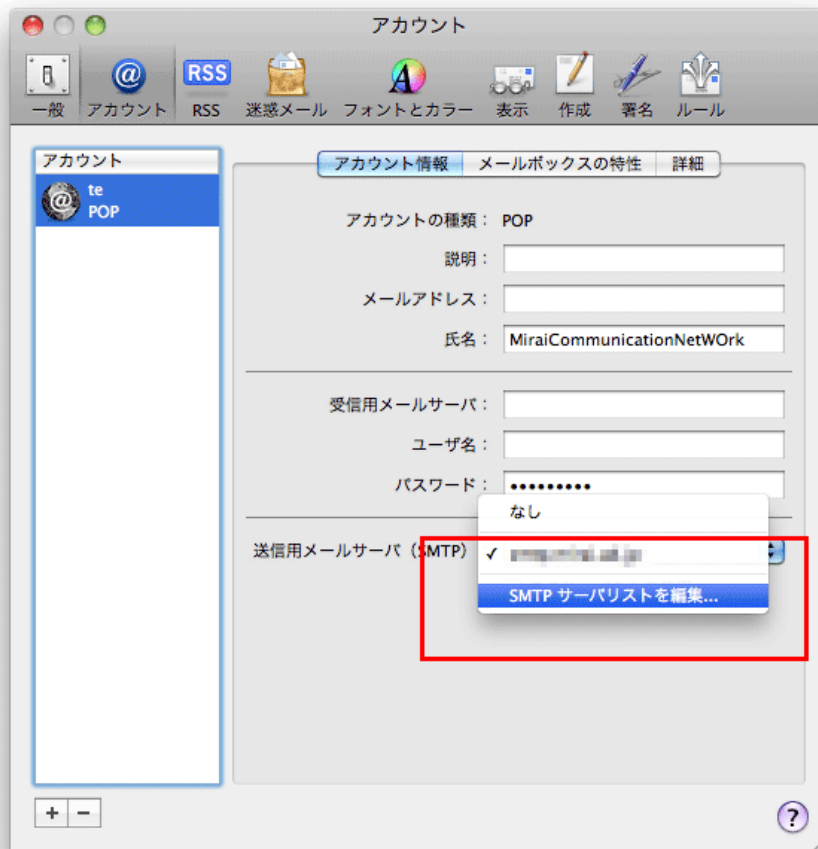 アカウント
RSS
一般 アカウント RSS 迷惑メール フォントとカラー 表示 作成 署名 ルール
アカウント
te
POP
アカウント情報 メールボックスの特性 詳細
アカウントの種類: POP
説明:
メールアドレス:
氏名: MiraiCommunicationNetWOrk
受信用メールサーバ:
ユーザ名:
パスワード: •••••••••
なし
送信用メールサーバ (SMTP) ✓
SMTP サーバリストを編集...
+ − ?